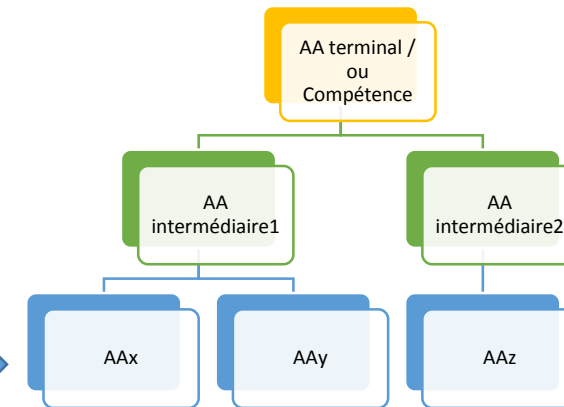 AA terminal /
ou
Compétence
AA
intermédiaire1
AA
intermédiaire2
AAx
AAy
AAz